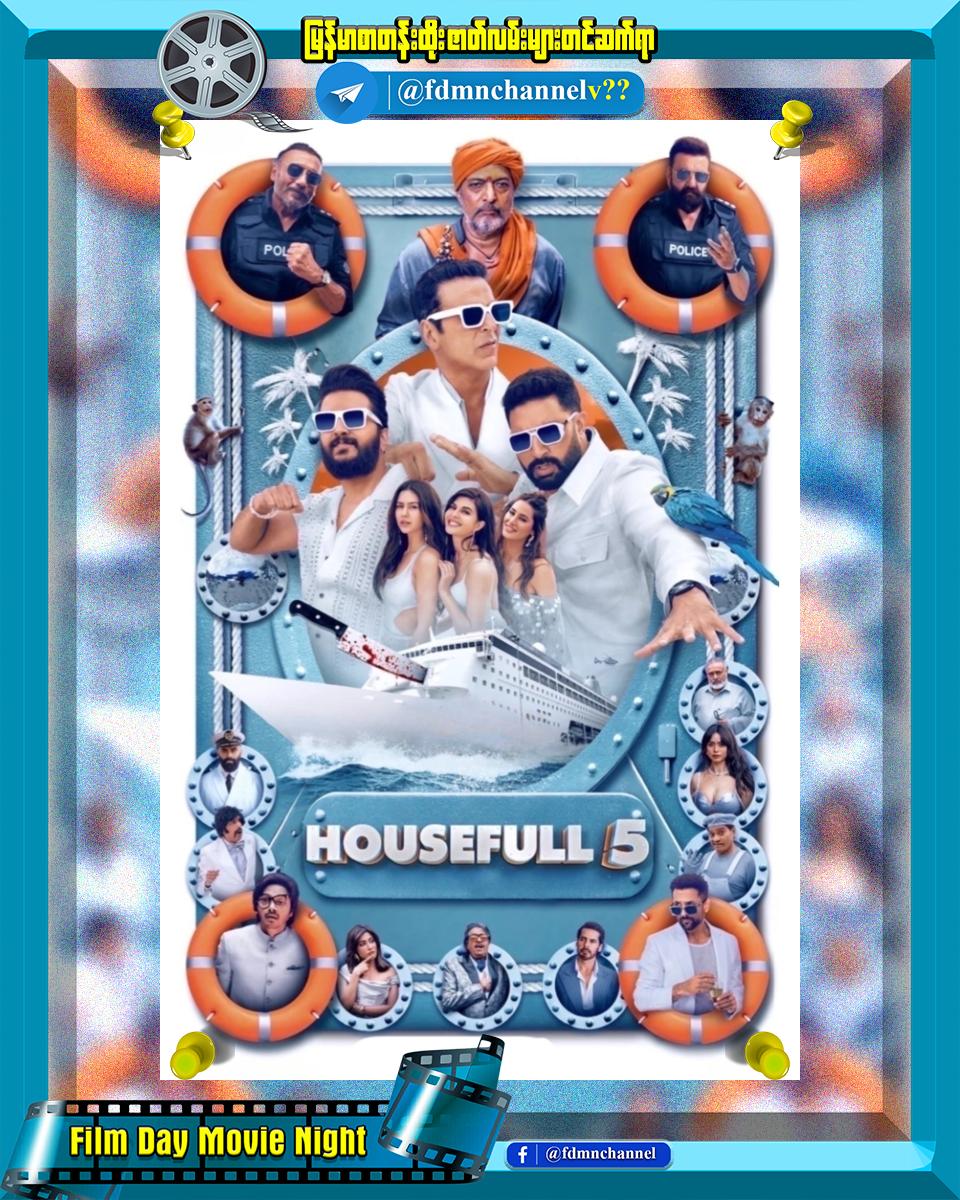 မြန်မာစာတန်းထိုးဇာတ်လမ်းများတင်ဆက်ရာ
@fdmnchannelv??
POL
POLICE
HOUSEFULL 5
Film Day Movie Night
@fdmnchannel